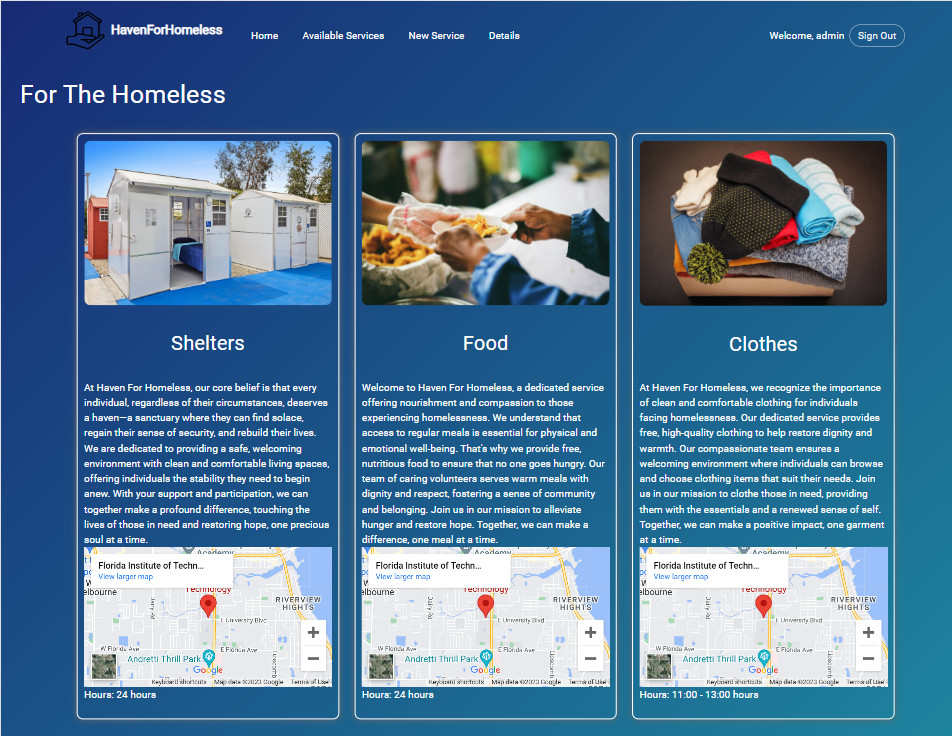 HavenForHomeless
Home
Available Services
New Service
Details
Welcome, admin
Sign Out
For The Homeless
Shelters
At Haven For Homeless, our core belief is that every
individual, regardless of their circumstances, deserves
a haven—a sanctuary where they can find solace,
regain their sense of security, and rebuild their lives.
We are dedicated to providing a safe, welcoming
environment with clean and comfortable living spaces,
offering individuals the stability they need to begin
anew. With your support and participation, we can
together make a profound difference, touching the
lives of those in need and restoring hope, one precious
soul at a time.
Academy
Florida Institute of Techn...
View larger map
Technology
elbourne
RIVERVIEW
HIGHTS
Dairy Rd
E University Blvd
W Florida Ave
E Florida Ave
Andretti Thrill Park
Lipscomb
Google
Keyboard shortcuts
Map data ©2023 Google
Terms of Use
Hours: 24 hours
Food
Welcome to Haven For Homeless, a dedicated service
offering nourishment and compassion to those
experiencing homelessness. We understand that
access to regular meals is essential for physical and
emotional well-being. That's why we provide free,
nutritious food to ensure that no one goes hungry. Our
team of caring volunteers serves warm meals with
dignity and respect, fostering a sense of community
and belonging. Join us in our mission to alleviate
hunger and restore hope. Together, we can make a
difference, one meal at a time.
Academy
Florida Institute of Techn...
View larger map
Technology
elbourne
RIVERVIEW
HIGHTS
Dairy Rd
E University Blvd
W Florida Ave
E Florida Ave
Andretti Thrill Park
Lipscomb
Google
Keyboard shortcuts
Map data ©2023 Google
Terms of Use
Hours: 24 hours
Clothes
At Haven For Homeless, we recognize the importance
of clean and comfortable clothing for individuals
facing homelessness. Our dedicated service provides
free, high-quality clothing to help restore dignity and
warmth. Our compassionate team ensures a
welcoming environment where individuals can browse
and choose clothing items that suit their needs. Join
us in our mission to clothe those in need, providing
them with the essentials and a renewed sense of self.
Together, we can make a positive impact, one garment
at a time.
Academy
Florida Institute of Techn...
View larger map
Technology
elbourne
RIVERVIEW
HIGHTS
Dairy Rd
E University Blvd
W Florida Ave
E Florida Ave
Andretti Thrill Park
Lipscomb
Google
Keyboard shortcuts
Map data ©2023 Google
Terms of Use
Hours: 11:00 - 13:00 hours